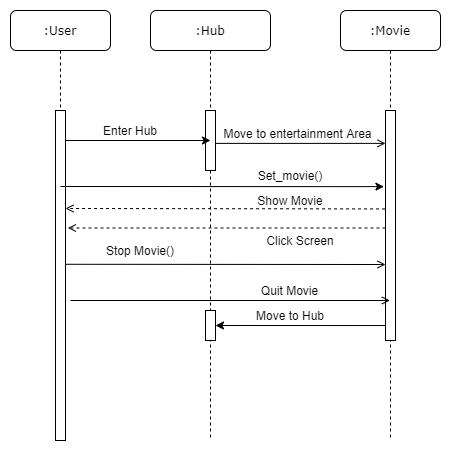 :User
:Hub
:Movie
Enter Hub
Move to entertainment Area
Set_movie()
Show Movie
Click Screen
Stop Movie()
Quit Movie
Move to Hub